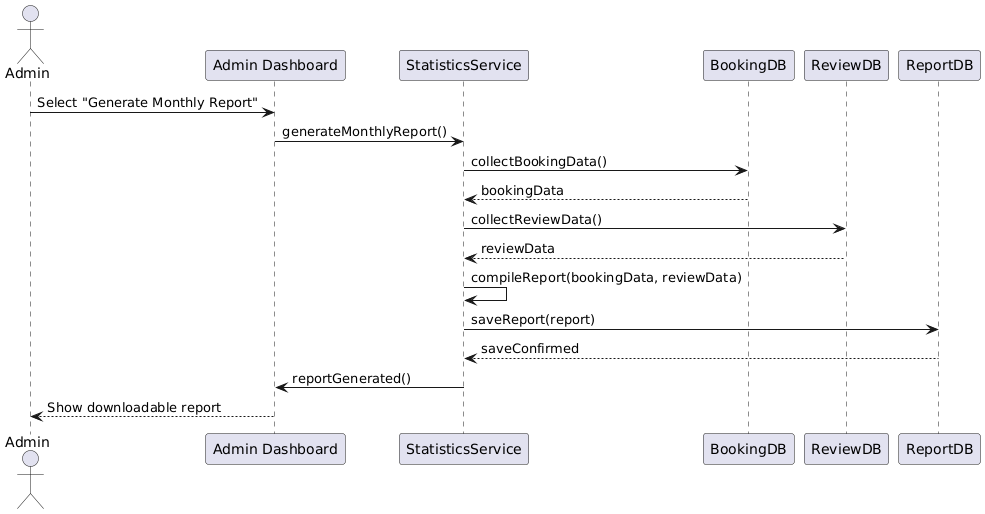 Admin
Admin Dashboard
StatisticsService
BookingDB
ReviewDB
ReportDB
Select "Generate Monthly Report"
generateMonthlyReport()
collectBookingData()
bookingData
collectReviewData()
reviewData
compileReport(bookingData, reviewData)
saveReport(report)
saveConfirmed
reportGenerated()
Show downloadable report
Admin
Admin Dashboard
StatisticsService
BookingDB
ReviewDB
ReportDB